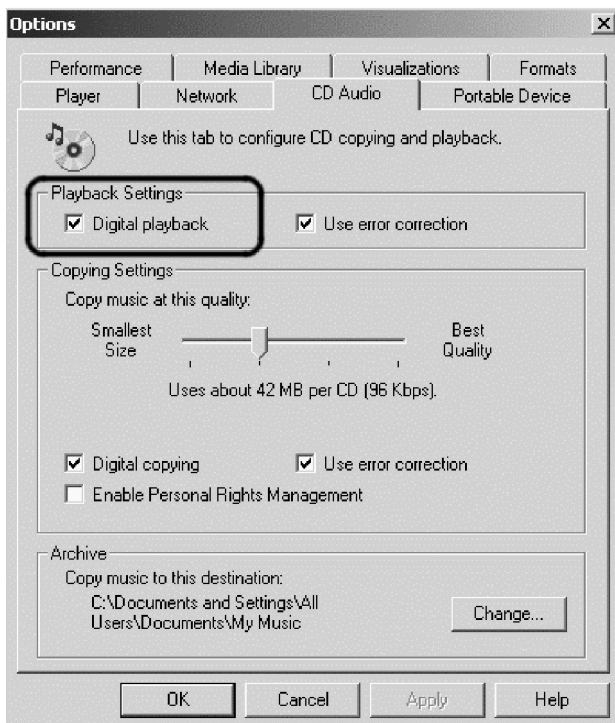 Options
Performance Media Library Visualizations Formats
Player Network CD Audio Portable Device
Use this tab to configure CD copying and playback.
Playback Settings
Digital playback Use error correction
Copying Settings
Copy music at this quality:
Smallest Size Best Quality
Uses about 42 MB per CD (96 Kbps).
Digital copying Use error correction
Enable Personal Rights Management
Archive
Copy music to this destination:
C:\Documents and Settings\All
Users\Documents\My Music
Change...
OK Cancel Apply Help